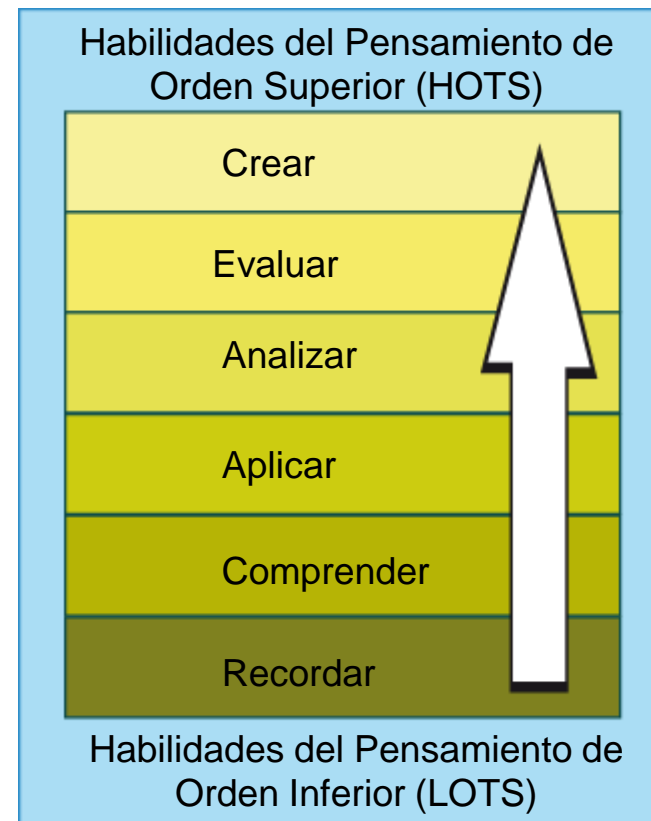 Habilidades del Pensamiento de
Orden Superior (HOTS)
Crear
Evaluar
Analizar
Aplicar
Comprender
Recordar
Habilidades del Pensamiento de
Orden Inferior (LOTS)